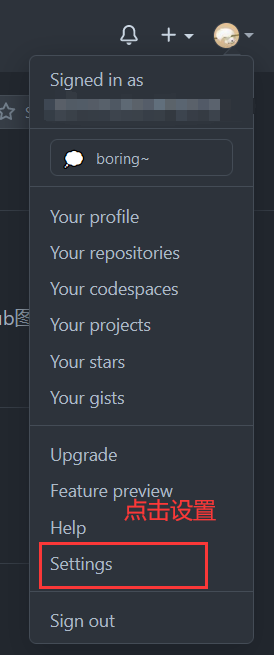 Signed in as
boring~
Your profile
Your repositories
Your codespaces
Your projects
Your stars
Your gists
Upgrade
Feature preview
点击设置
Help
Settings
Sign out